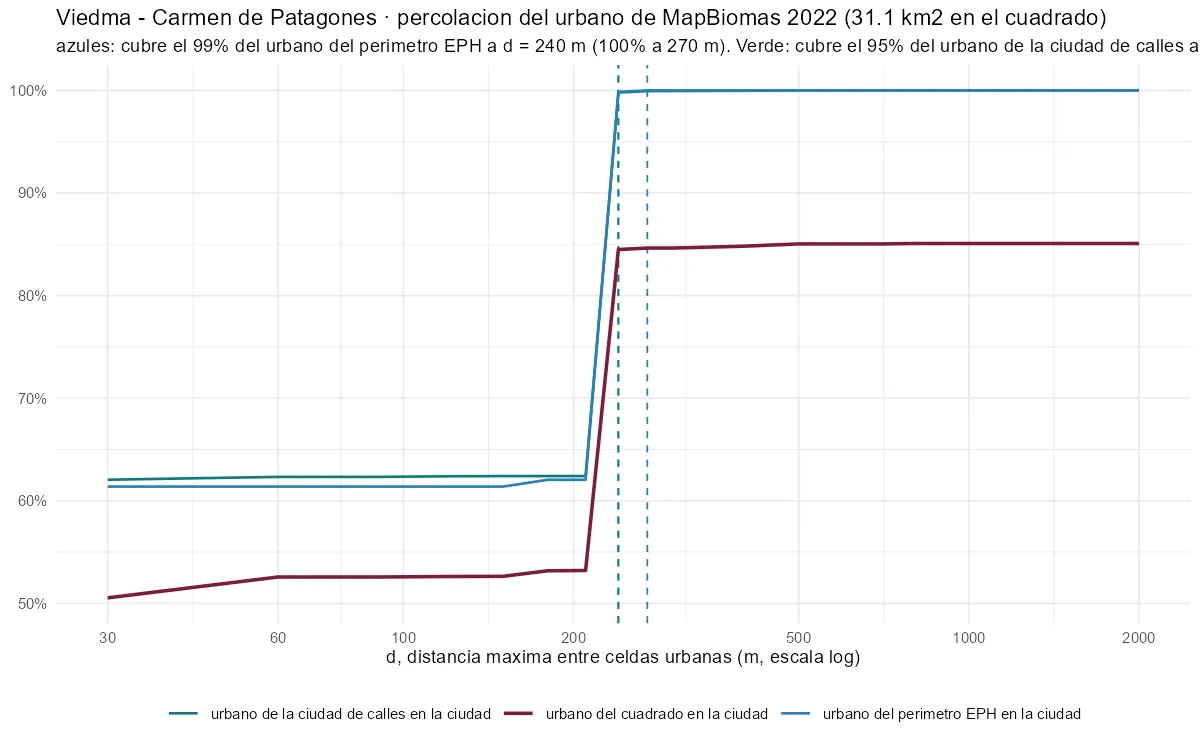 Viedma - Carmen de Patagones · percolacion del urbano de MapBiomas 2022 (31.1 km2 en el cuadrado)
azules: cubre el 99% del urbano del perimetro EPH a d = 240 m (100% a 270 m). Verde: cubre el 95% del urbano de la ciudad de calles a
100%
90%
80%
70%
60%
50%
30 60 100 200 500 1000 2000
d, distancia maxima entre celdas urbanas (m, escala log)
urbano de la ciudad de calles en la ciudad urbano del cuadrado en la ciudad urbano del perimetro EPH en la ciudad